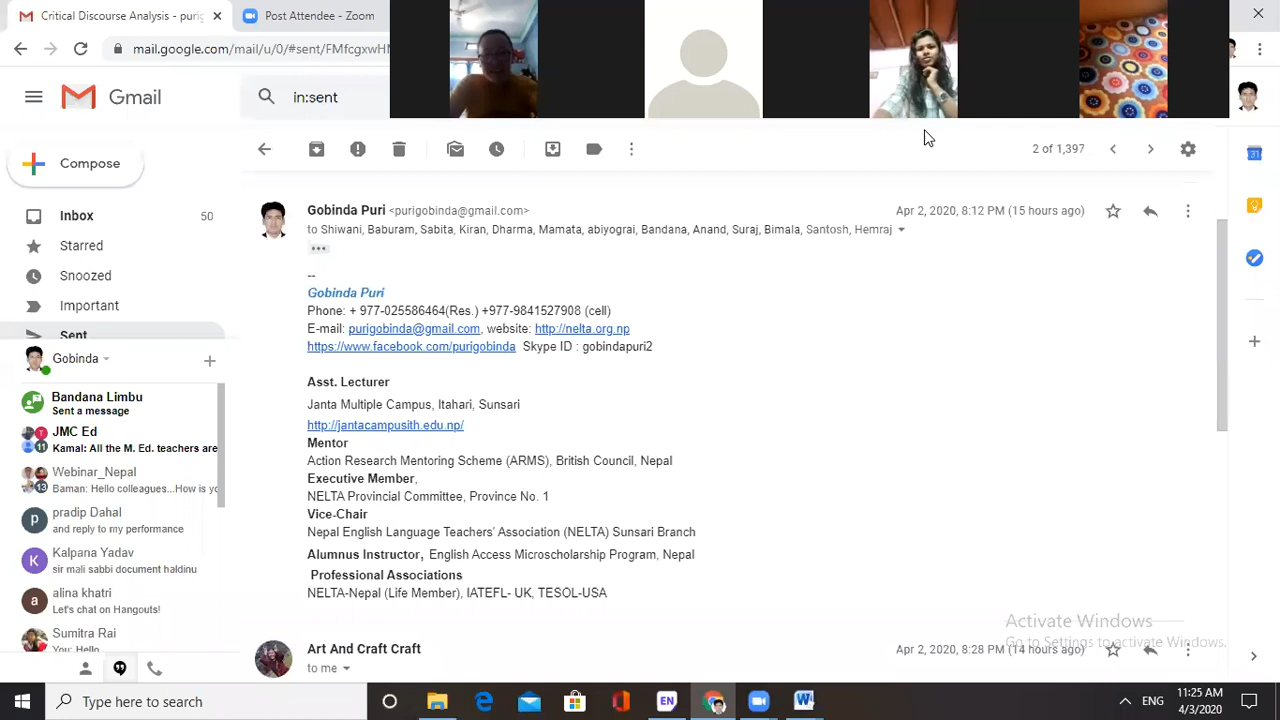 Critical Discourse Analysis - purig
Post Attendee - Zoom
mail.google.com/mail/u/0/#sent/FMfcgxwH
Gmail
in:sent
Compose
2 of 1,397
Inbox 50
Starred
Snoozed
Important
Sent
Gobinda
Bandana Limbu
Sent a message
JMC Ed
11
Kamal: All the M. Ed. teachers are
Webinar_Nepal
13
Baman: Hello colleagues...How is yo
p
pradip Dahal
and reply to my performance
K
Kalpana Yadav
sir mali sabbi document haldinu
a
alina khatri
Let's chat on Hangouts!
Sumitra Rai
You: Hello
Gobinda Puri <purigobinda@gmail.com>
Apr 2, 2020, 8:12 PM (15 hours ago)
to Shiwani, Baburam, Sabita, Kiran, Dharma, Mamata, abiyograi, Bandana, Anand, Suraj, Bimala, Santosh, Hemraj
•••
--
Gobinda Puri
Phone: + 977-025586464(Res.) +977-9841527908 (cell)
E-mail: purigobinda@gmail.com, website: http://nelta.org.np
https://www.facebook.com/purigobinda Skype ID : gobindapuri2
Asst. Lecturer
Janta Multiple Campus, Itahari, Sunsari
http://jantacampusith.edu.np/
Mentor
Action Research Mentoring Scheme (ARMS), British Council, Nepal
Executive Member,
NELTA Provincial Committee, Province No. 1
Vice-Chair
Nepal English Language Teachers' Association (NELTA) Sunsari Branch
Alumnus Instructor, English Access Microscholarship Program, Nepal
Professional Associations
NELTA-Nepal (Life Member), IATEFL- UK, TESOL-USA
Art And Craft Craft
Apr 2, 2020, 8:28 PM (14 hours ago)
to me
31
Activate Windows
Go to Settings to activate Windows.
Type here to search
EN
ENG
11:25 AM
4/3/2020